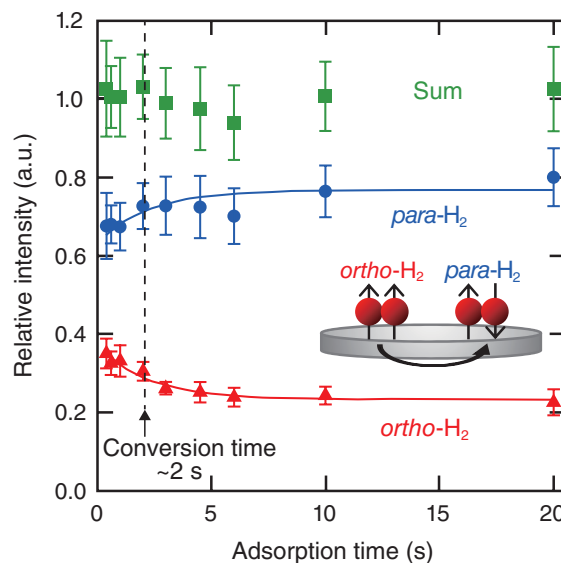 1.2
1.0
0.8
0.6
0.4
0.2
0.0
Relative intensity (a.u.)
Sum
para-H2
ortho-H2 para-H2
ortho-H2
Conversion time
~2 s
0 5 10 15 20
Adsorption time (s)